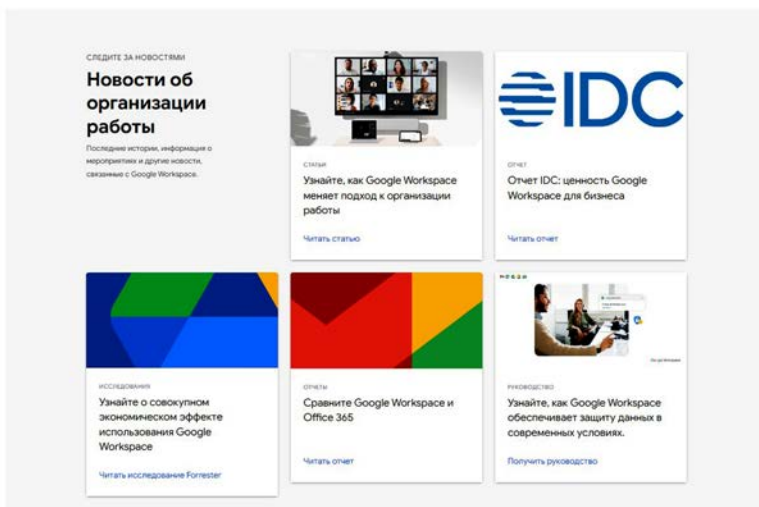 СЛЕДИТЕ ЗА НОВОСТЯМИ
Новости об
организации
работы
Последние истории, информация о
мероприятиях и другие новости,
связанные с Google Workspace.
СТАТЬИ
Узнайте, как Google Workspace
меняет подход к организации
работы
Читать статью
IDC
ОТЧЕТ
Отчет IDC: ценность Google
Workspace для бизнеса
Читать отчет
ИССЛЕДОВАНИЯ
Узнайте о совокупном
экономическом эффекте
использования Google
Workspace
Читать исследование Forrester
ОТЧЕТЫ
Сравните Google Workspace и
Office 365
Читать отчет
Google Workspace
РУКОВОДСТВО
Узнайте, как Google Workspace
обеспечивает защиту данных в
современных условиях.
Получить руководство